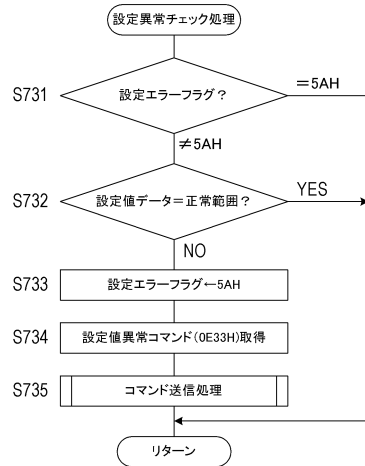 設定異常チェック処理
S731
設定エラーフラグ？
＝5AH
≠5AH
S732
設定値データ＝正常範囲？
YES
NO
S733
設定エラーフラグ←5AH
S734
設定値異常コマンド(0E33H)取得
S735
コマンド送信処理
リターン